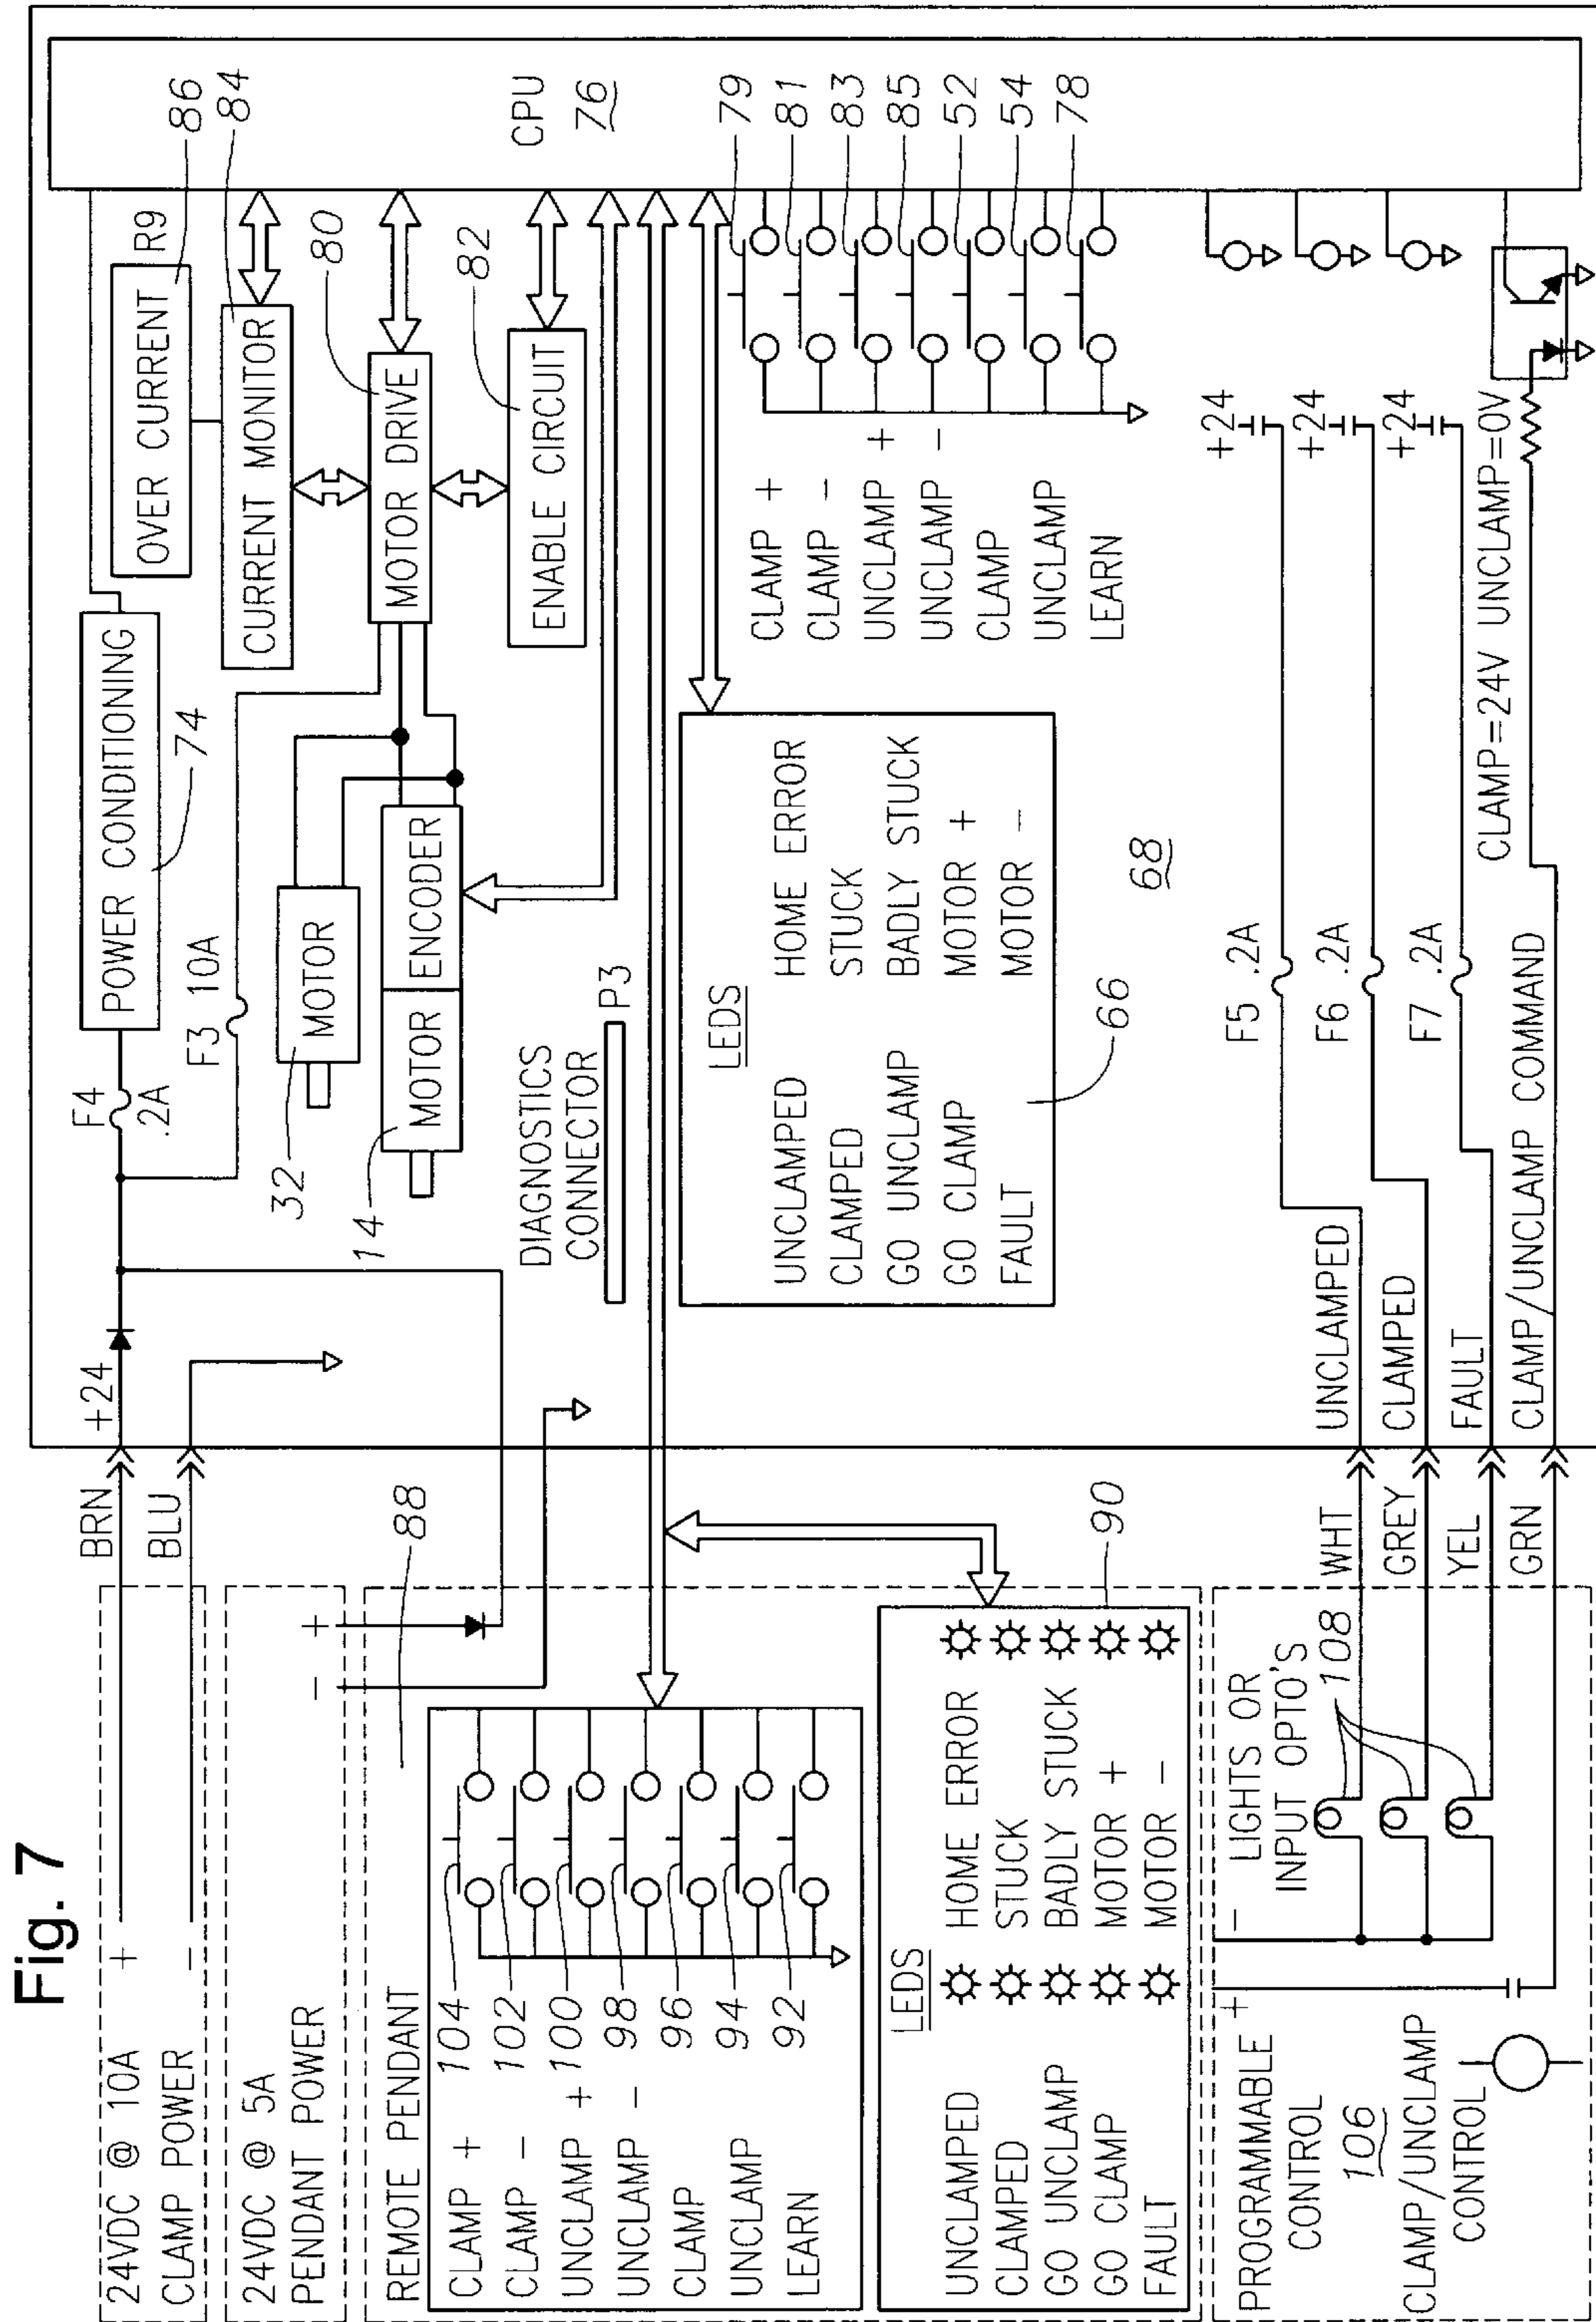 Fig. 7
24VDC @ 10A +
CLAMP POWER -
BRN
BLU
24VDC @ 5A
PENDANT POWER
- +
REMOTE PENDANT
88
CLAMP + 104
CLAMP - 102
UNCLAMP + 100
UNCLAMP - 98
CLAMP 96
UNCLAMP 94
LEARN 92
LEDS
UNCLAMPED HOME ERROR
CLAMPED STUCK
GO UNCLAMP BADLY STUCK
GO CLAMP MOTOR +
FAULT MOTOR -
90
PROGRAMMABLE + -
CONTROL
106
CLAMP/UNCLAMP
CONTROL
LIGHTS OR
INPUT OPTO'S
108
WHT
GREY
YEL
GRN
+24
F4
.2A
POWER CONDITIONING
74
F3 10A
OVER CURRENT R9
86
CURRENT MONITOR
84
MOTOR DRIVE
80
ENABLE CIRCUIT
82
CPU
76
32
MOTOR
14
MOTOR ENCODER
DIAGNOSTICS
CONNECTOR P3
LEDS
UNCLAMPED HOME ERROR
CLAMPED STUCK
GO UNCLAMP BADLY STUCK
GO CLAMP MOTOR +
FAULT MOTOR -
66
68
CLAMP + 79
CLAMP - 81
UNCLAMP + 83
UNCLAMP - 85
CLAMP 52
UNCLAMP 54
LEARN 78
UNCLAMPED F5 .2A +24
CLAMPED F6 .2A +24
FAULT F7 .2A +24
CLAMP/UNCLAMP COMMAND CLAMP=24V UNCLAMP=0V